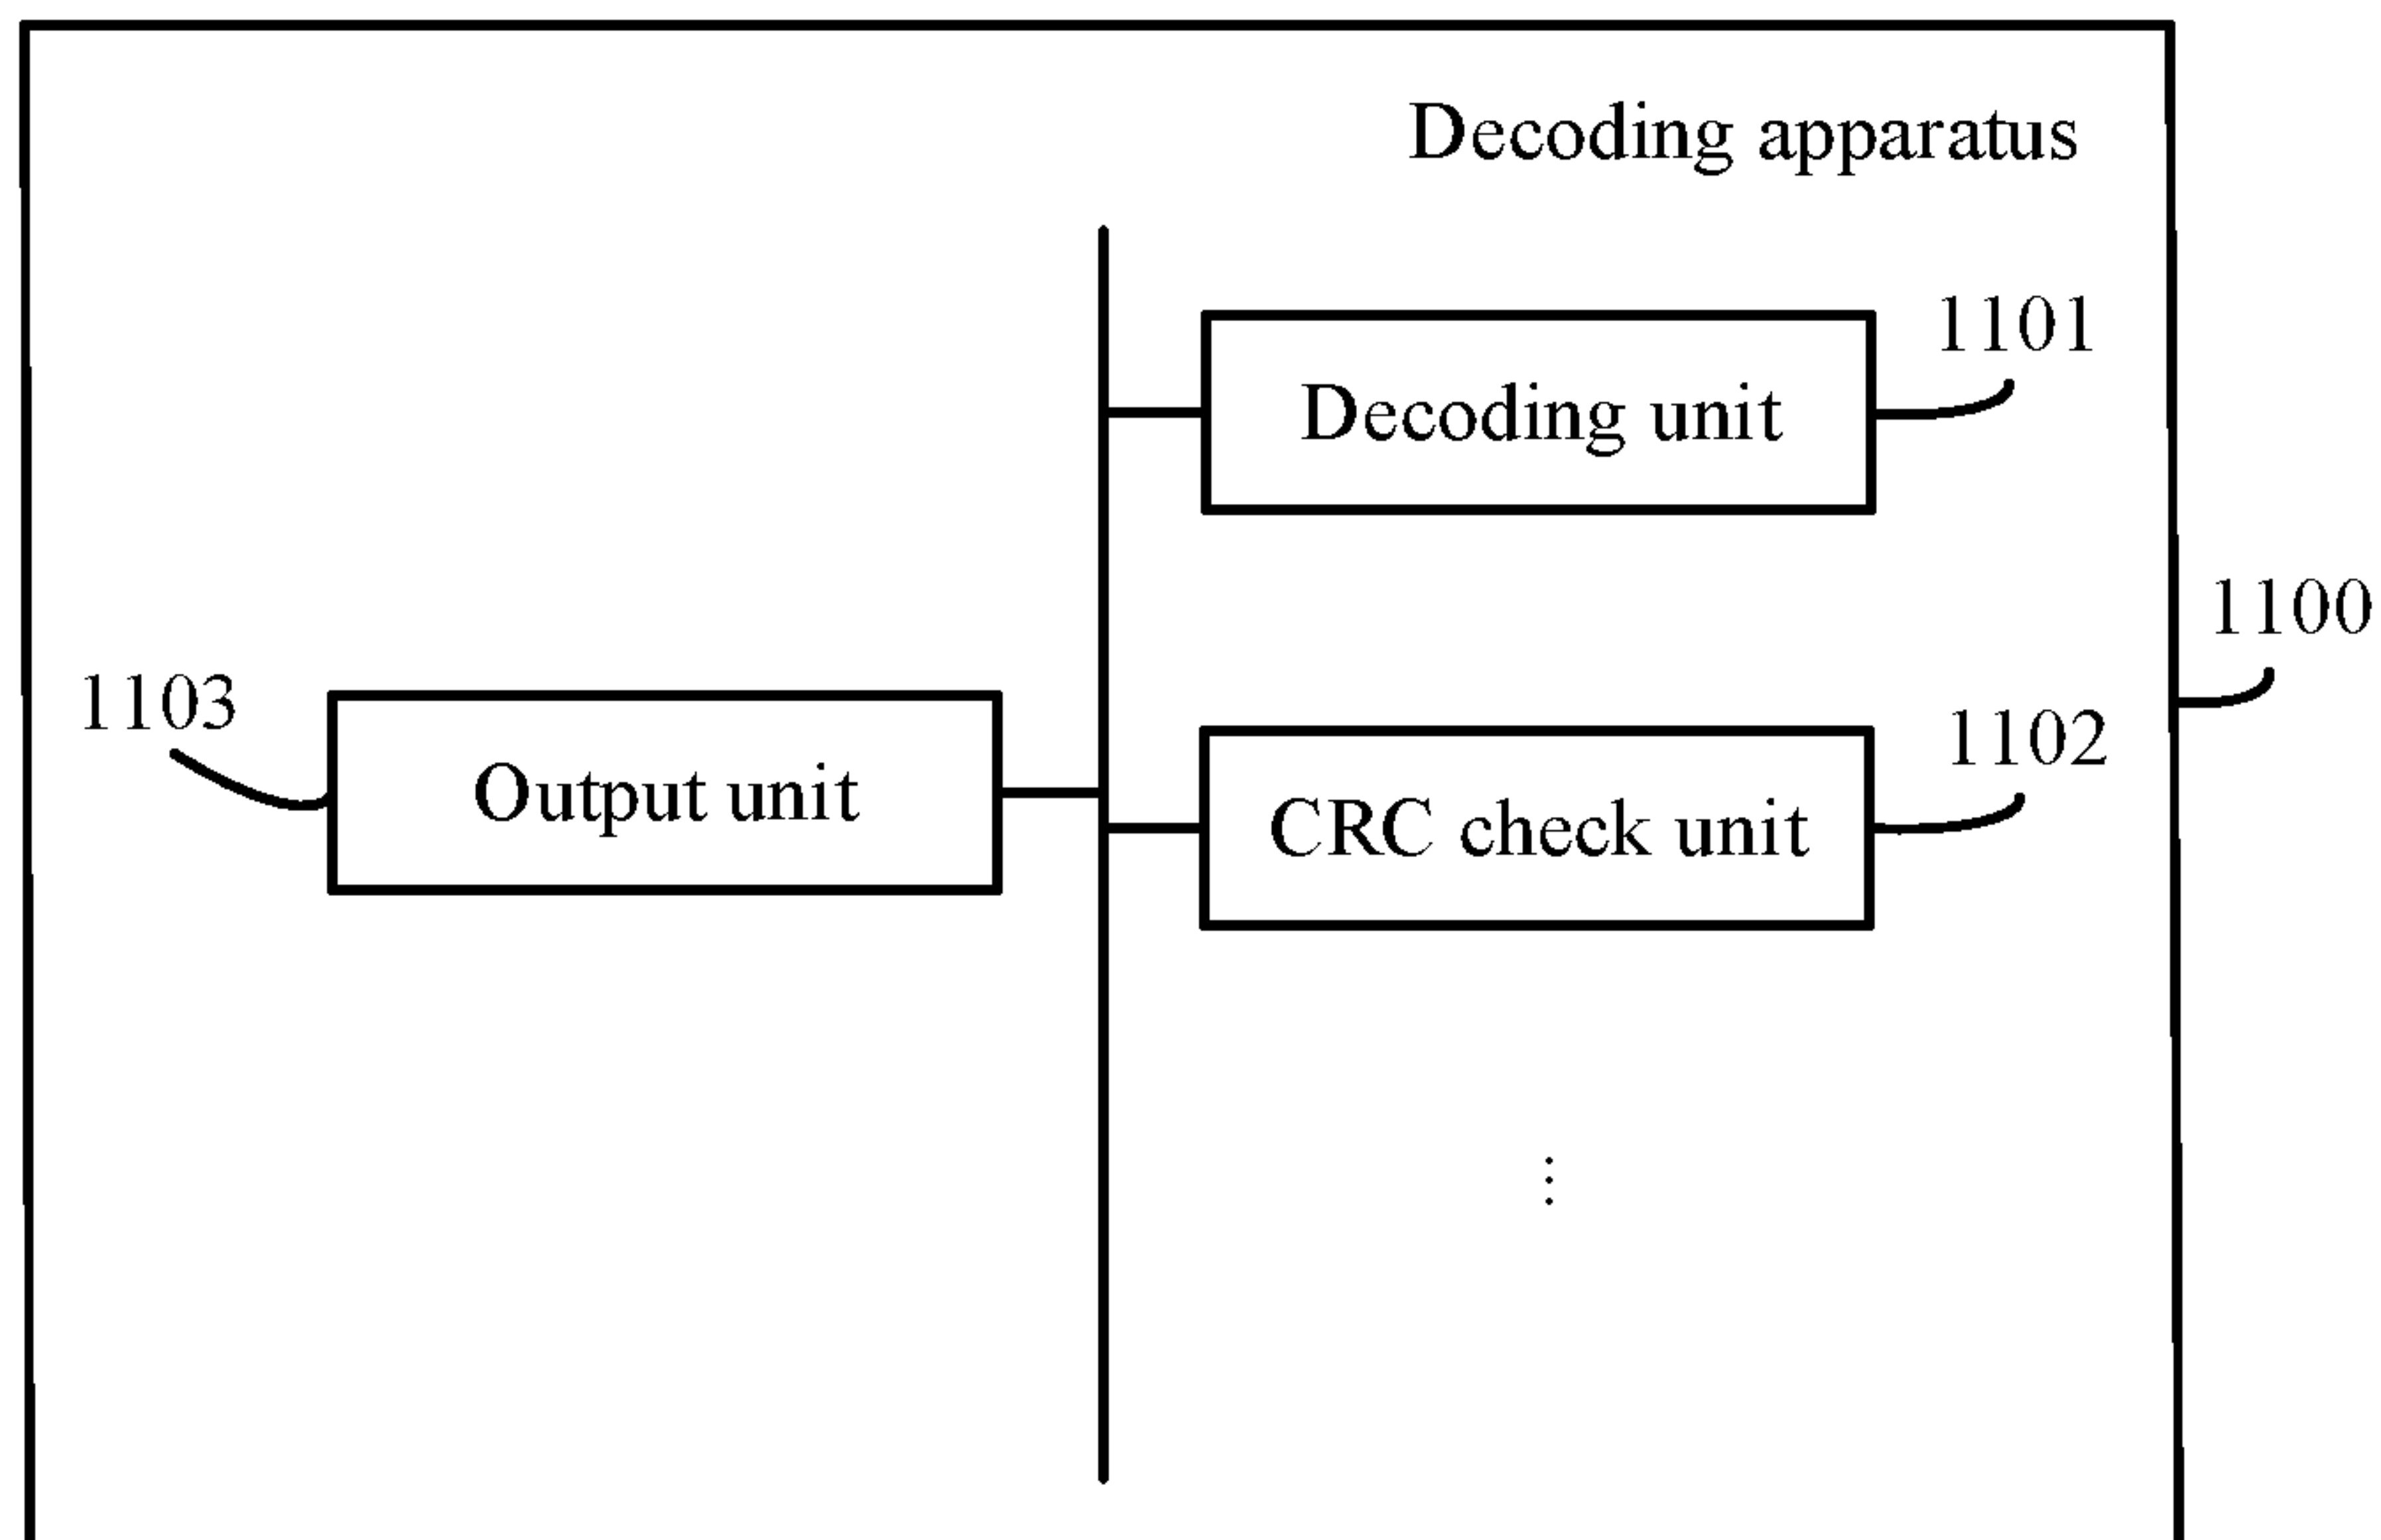 Decoding apparatus
1101
Decoding unit
1100
1103
Output unit
1102
CRC check unit